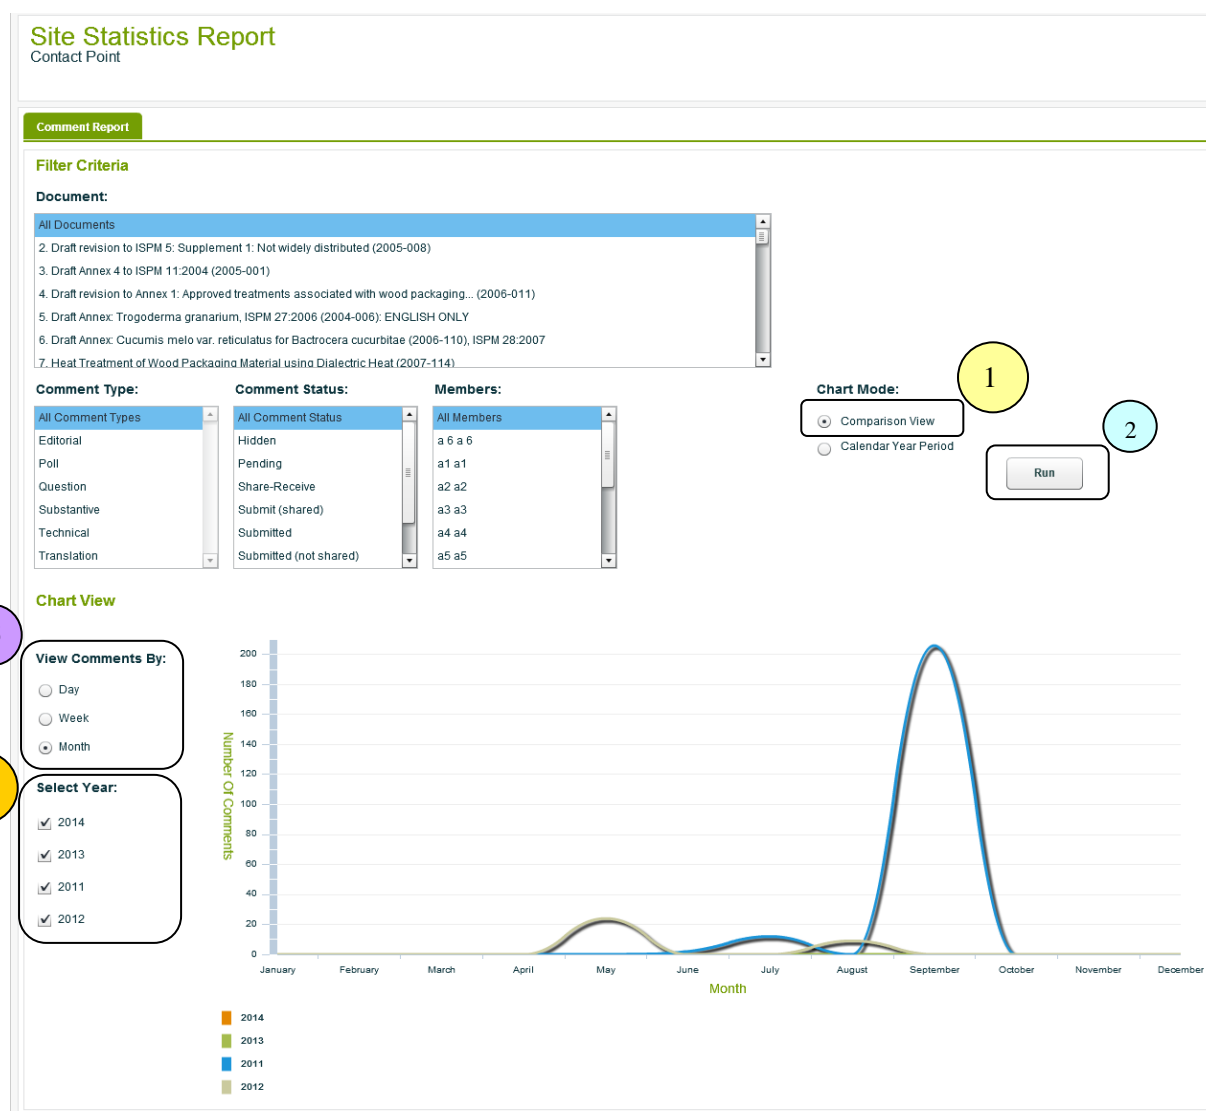 Site Statistics Report
Contact Point
Comment Report
Filter Criteria
Document:
All Documents
2. Draft revision to ISPM 5: Supplement 1: Not widely distributed (2005-008)
3. Draft Annex 4 to ISPM 11:2004 (2005-001)
4. Draft revision to Annex 1: Approved treatments associated with wood packaging... (2006-011)
5. Draft Annex: Trogoderma granarium, ISPM 27:2006 (2004-006): ENGLISH ONLY
6. Draft Annex: Cucumis melo var. reticulatus for Bactrocera cucurbitae (2006-110), ISPM 28:2007
7. Heat Treatment of Wood Packaging Material using Dielectric Heat (2007-114)
Comment Type:
All Comment Types
Editorial
Poll
Question
Substantive
Technical
Translation
Comment Status:
All Comment Status
Hidden
Pending
Share-Receive
Submit (shared)
Submitted
Submitted (not shared)
Members:
All Members
a 6 a 6
a1 a1
a2 a2
a3 a3
a4 a4
a5 a5
Chart Mode:
Comparison View
Calendar Year Period
1
2
Run
Chart View
View Comments By:
Day
Week
Month
Select Year:
2014
2013
2011
2012
Number Of Comments
200
180
160
140
120
100
80
60
40
20
0
January February March April May June July August September October November December
Month
2014
2013
2011
2012